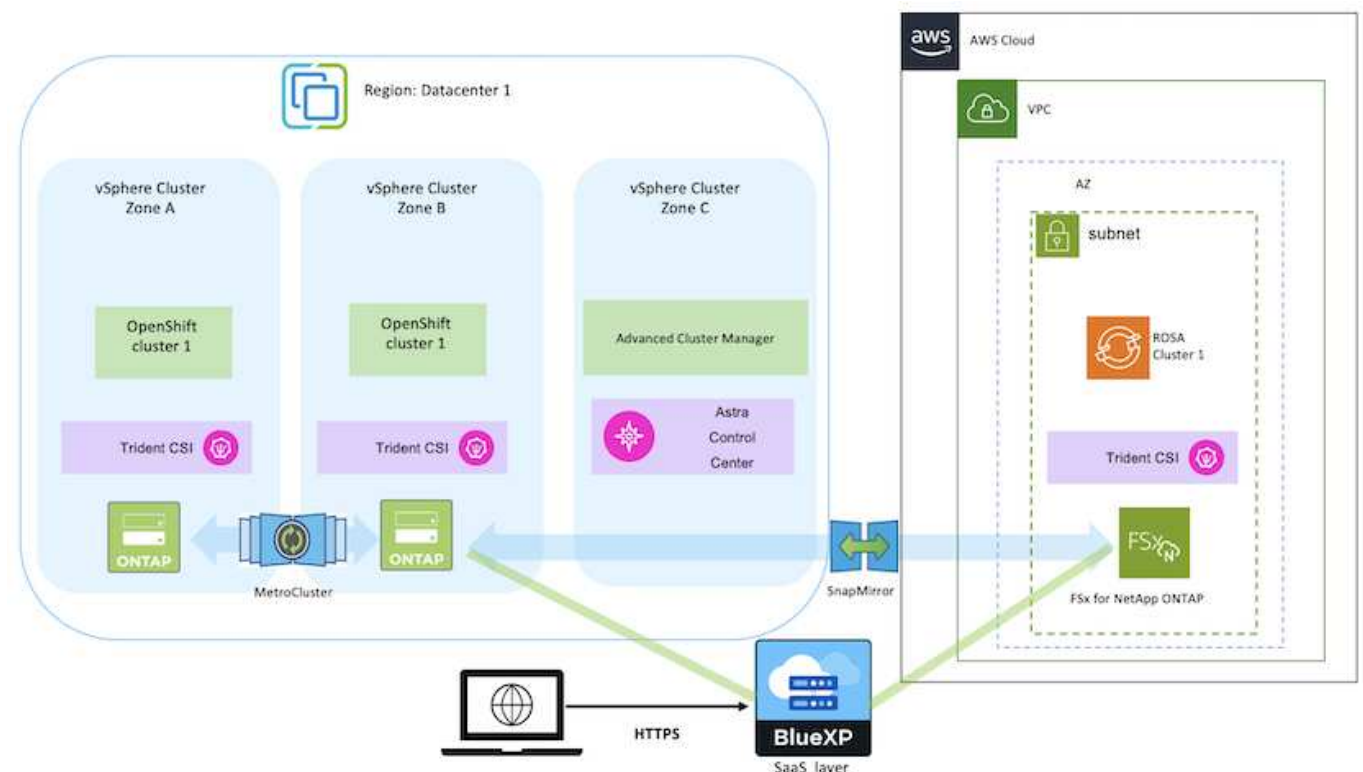 aws
AWS Cloud
Region: Datacenter 1
VPC
vSphere Cluster
Zone A
vSphere Cluster
Zone B
vSphere Cluster
Zone C
AZ
subnet
OpenShift
cluster 1
OpenShift
cluster 1
Advanced Cluster Manager
ROSA
Cluster 1
Trident CSI
Trident CSI
Astra
Control
Center
Trident CSI
ONTAP
ONTAP
MetroCluster
SnapMirror
FSx
N
FSx for NetApp ONTAP
HTTPS
BlueXP
SaaS layer